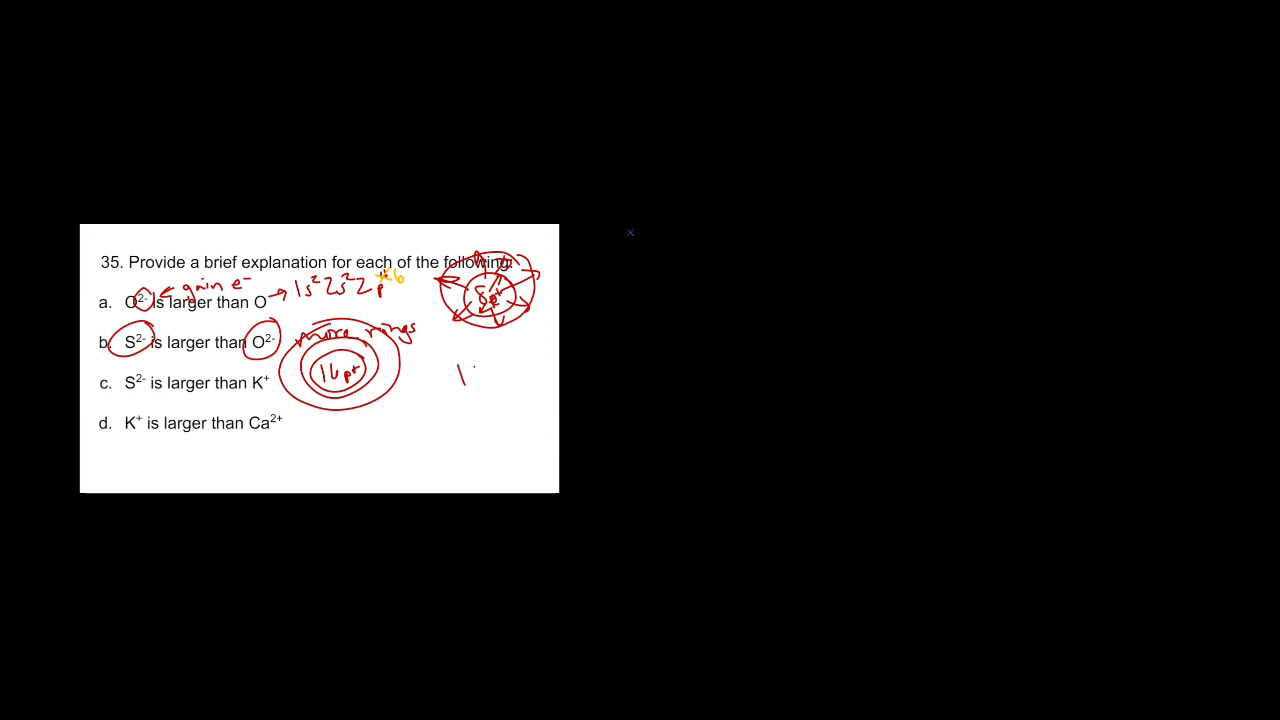 35. Provide a brief explanation for each of the following:
gain e⁻
a. O²⁻ is larger than O → 1s²2s²2p⁶
8p⁺
more rings
b. S²⁻ is larger than O²⁻
16p⁺
c. S²⁻ is larger than K⁺
d. K⁺ is larger than Ca²⁺